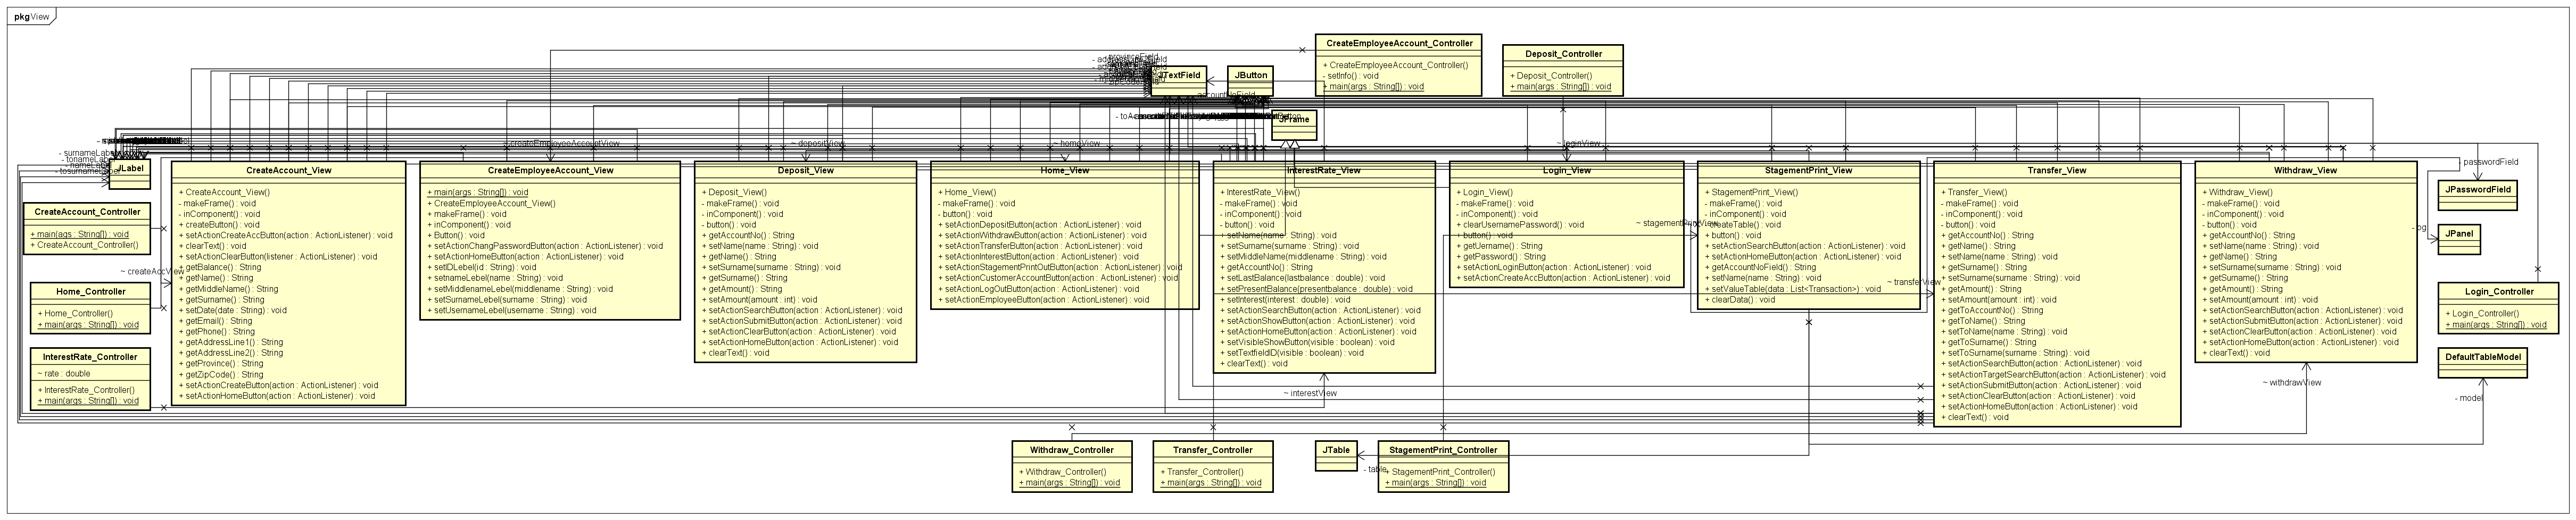 pkg View
CreateEmployeeAccount_Controller
+ CreateEmployeeAccount_Controller()
- setInfo() : void
+ main(args : String[]) : void
Deposit_Controller
+ Deposit_Controller()
+ main(args : String[]) : void
JTextField
JButton
JFrame
JLabel
~ createEmployeeAccountView
~ depositView
~ homeView
~ loginView
- passwordField
JPasswordField
- bg
JPanel
CreateAccount_Controller
+ main(ags : String[]) : void
+ CreateAccount_Controller()
~ createAccView
Home_Controller
+ Home_Controller()
+ main(args : String[]) : void
InterestRate_Controller
~ rate : double
+ InterestRate_Controller()
+ main(args : String[]) : void
CreateAccount_View
+ CreateAccount_View()
- makeFrame() : void
- inComponent() : void
+ createButton() : void
+ setActionCreateAccButton(action : ActionListener) : void
+ clearText() : void
+ setActionClearButton(listener : ActionListener) : void
+ getBalance() : String
+ getName() : String
+ getMiddleName() : String
+ getSurname() : String
+ setDate(date : String) : void
+ getEmail() : String
+ getPhone() : String
+ getAddressLine1() : String
+ getAddressLine2() : String
+ getProvince() : String
+ getZipCode() : String
+ setActionCreateButton(action : ActionListener) : void
+ setActionHomeButton(action : ActionListener) : void
CreateEmployeeAccount_View
+ main(args : String[]) : void
+ CreateEmployeeAccount_View()
+ makeFrame() : void
+ inComponent() : void
+ Button() : void
+ setActionChangPasswordButton(action : ActionListener) : void
+ setActionHomeButton(action : ActionListener) : void
+ setIDLebel(id : String) : void
+ setnameLebel(name : String) : void
+ setMiddlenameLebel(middlename : String) : void
+ setSurnameLebel(surname : String) : void
+ setUsernameLebel(username : String) : void
Deposit_View
+ Deposit_View()
- makeFrame() : void
- inComponent() : void
- button() : void
+ getAccountNo() : String
+ setName(name : String) : void
+ getName() : String
+ setSurname(surname : String) : void
+ getSurname() : String
+ getAmount() : String
+ setAmount(amount : int) : void
+ setActionSearchButton(action : ActionListener) : void
+ setActionSubmitButton(action : ActionListener) : void
+ setActionClearButton(action : ActionListener) : void
+ setActionHomeButton(action : ActionListener) : void
+ clearText() : void
Home_View
+ Home_View()
- makeFrame() : void
- button() : void
+ setActionDepositButton(action : ActionListener) : void
+ setActionWithdrawButton(action : ActionListener) : void
+ setActionTransferButton(action : ActionListener) : void
+ setActionInterestButton(action : ActionListener) : void
+ setActionStagementPrintOutButton(action : ActionListener) : void
+ setActionCustomerAccountButton(action : ActionListener) : void
+ setActionLogOutButton(action : ActionListener) : void
+ setActionEmployeeButton(action : ActionListener) : void
InterestRate_View
+ InterestRate_View()
- makeFrame() : void
- inComponent() : void
- button() : void
+ setName(name : String) : void
+ setSurname(surname : String) : void
+ setMiddleName(middlename : String) : void
+ getAccountNo() : String
+ setLastBalance(lastbalance : double) : void
+ setPresentBalance(presentbalance : double) : void
+ setInterest(interest : double) : void
+ setActionSearchButton(action : ActionListener) : void
+ setActionShowButton(action : ActionListener) : void
+ setActionHomeButton(action : ActionListener) : void
+ setVisibleShowButton(visible : boolean) : void
+ setTextfieldID(visible : boolean) : void
+ clearText() : void
~ interestView
Login_View
+ Login_View()
- makeFrame() : void
- inComponent() : void
+ clearUsernamePassword() : void
- button() : void
+ getUername() : String
+ getPassword() : String
+ setActionLoginButton(action : ActionListener) : void
+ setActionCreateAccButton(action : ActionListener) : void
~ stagementPrintView
StagementPrint_View
+ StagementPrint_View()
- makeFrame() : void
- inComponent() : void
- createTable() : void
+ button() : void
+ setActionSearchButton(action : ActionListener) : void
+ setActionHomeButton(action : ActionListener) : void
+ getAccountNoField() : String
+ setName(name : String) : void
+ setValueTable(data : List<Transaction>) : void
+ clearData() : void
~ transferView
Transfer_View
+ Transfer_View()
- makeFrame() : void
- inComponent() : void
- button() : void
+ getAccountNo() : String
+ getName() : String
+ setName(name : String) : void
+ getSurname() : String
+ setSurname(surname : String) : void
+ getAmount() : String
+ setAmount(amount : int) : void
+ getToAccountNo() : String
+ getToName() : String
+ setToName(name : String) : void
+ getToSurname() : String
+ setToSurname(surname : String) : void
+ setActionSearchButton(action : ActionListener) : void
+ setActionTargetSearchButton(action : ActionListener) : void
+ setActionSubmitButton(action : ActionListener) : void
+ setActionClearButton(action : ActionListener) : void
+ setActionHomeButton(action : ActionListener) : void
+ clearText() : void
Withdraw_View
+ Withdraw_View()
- makeFrame() : void
- inComponent() : void
- button() : void
+ getAccountNo() : String
+ setName(name : String) : void
+ getName() : String
+ setSurname(surname : String) : void
+ getSurname() : String
+ getAmount() : String
+ setAmount(amount : int) : void
+ setActionSearchButton(action : ActionListener) : void
+ setActionSubmitButton(action : ActionListener) : void
+ setActionClearButton(action : ActionListener) : void
+ setActionHomeButton(action : ActionListener) : void
+ clearText() : void
~ withdrawView
Login_Controller
+ Login_Controller()
+ main(args : String[]) : void
DefaultTableModel
- model
Withdraw_Controller
+ Withdraw_Controller()
+ main(args : String[]) : void
Transfer_Controller
+ Transfer_Controller()
+ main(args : String[]) : void
JTable
- table
StagementPrint_Controller
+ StagementPrint_Controller()
+ main(args : String[]) : void